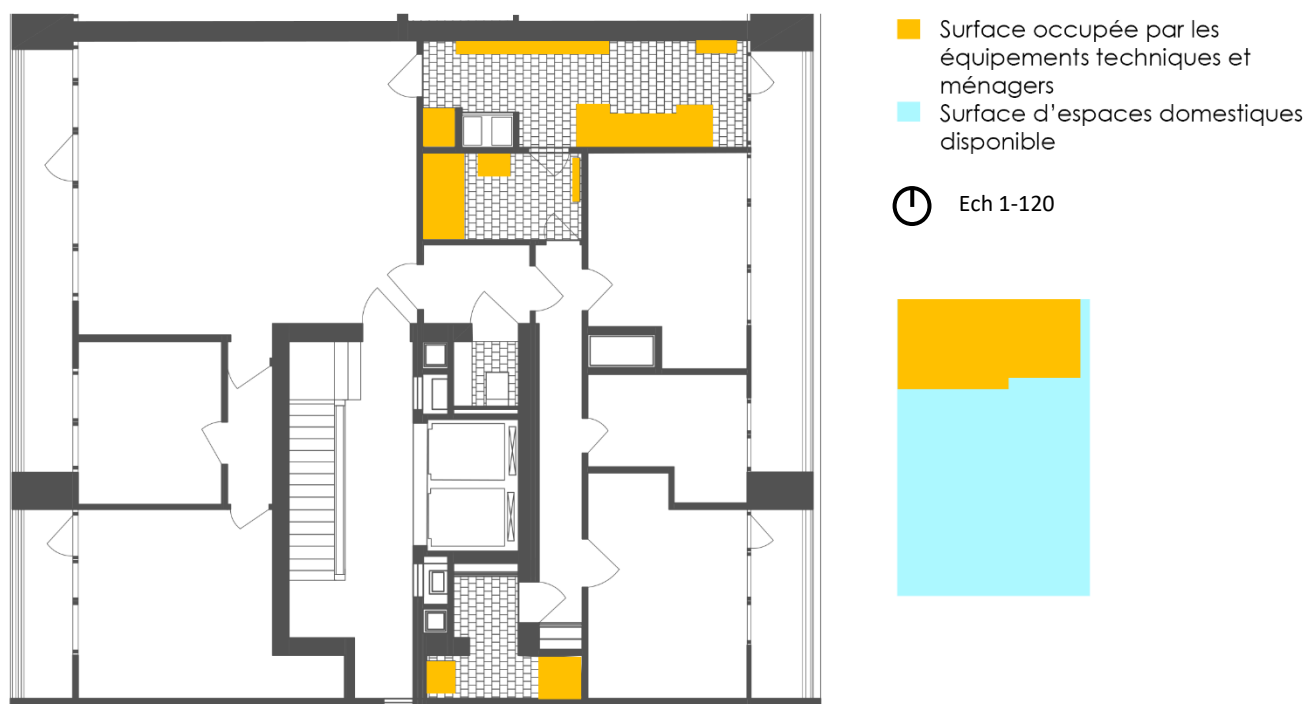 Surface occupée par les
équipements techniques et
ménagers
Surface d'espaces domestiques
disponible
Ech 1-120